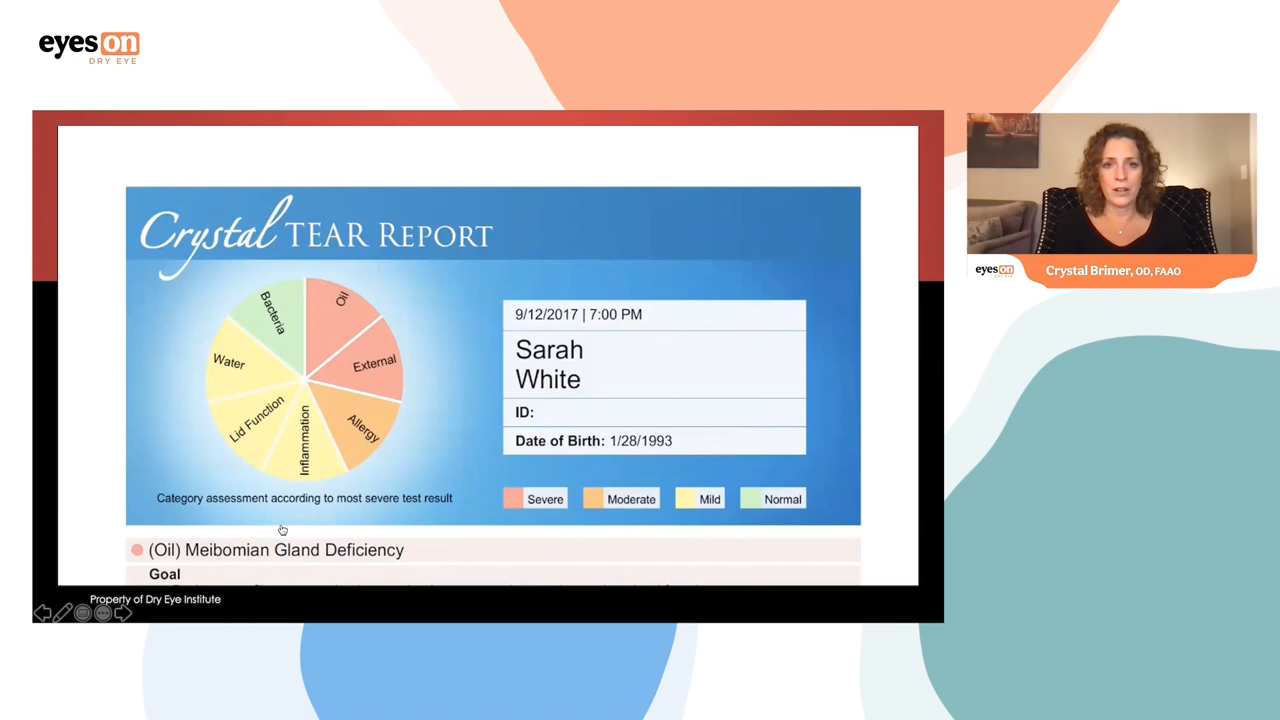 eyes on
DRY EYE
Crystal TEAR REPORT
Oil
External
Allergy
Inflammation
Lid Function
Water
Bacteria
Category assessment according to most severe test result
9/12/2017 | 7:00 PM
Sarah
White
ID:
Date of Birth: 1/28/1993
Severe
Moderate
Mild
Normal
(Oil) Meibomian Gland Deficiency
Goal
Property of Dry Eye Institute
eyes on
DRY EYE
Crystal Brimer, OD, FAAO